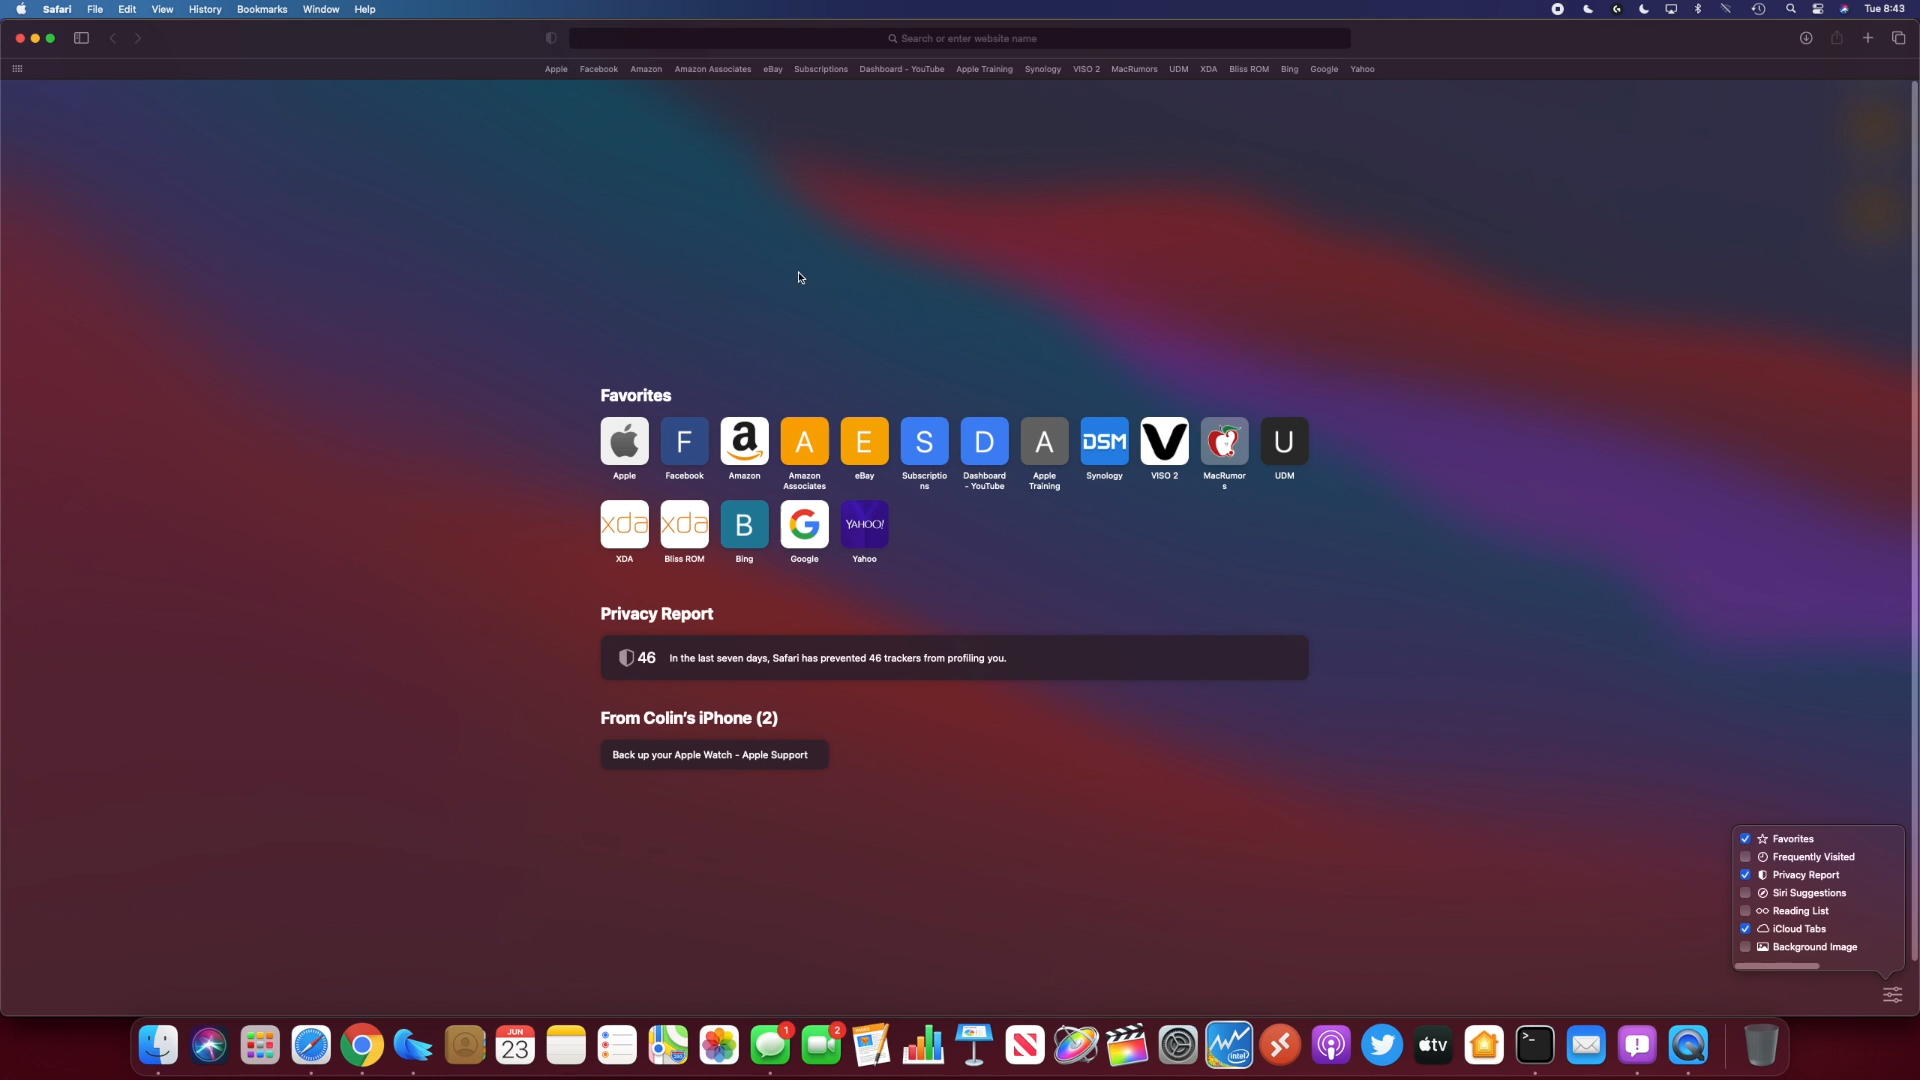 Safari File Edit View History Bookmarks Window Help Tue 8:43
Search or enter website name
Apple Facebook Amazon Amazon Associates eBay Subscriptions Dashboard - YouTube Apple Training Synology VISO 2 MacRumors UDM XDA Bliss ROM Bing Google Yahoo
Favorites
F a A E S D A DSM V U
Apple Facebook Amazon Amazon Associates eBay Subscriptions Dashboard - YouTube Apple Training Synology VISO 2 MacRumors UDM
xda xda B G YAHOO!
XDA Bliss ROM Bing Google Yahoo
Privacy Report
46 In the last seven days, Safari has prevented 46 trackers from profiling you.
From Colin's iPhone (2)
Back up your Apple Watch - Apple Support
Favorites
Frequently Visited
Privacy Report
Siri Suggestions
Reading List
iCloud Tabs
Background Image
JUN
23
1
2
intel
tv
>_